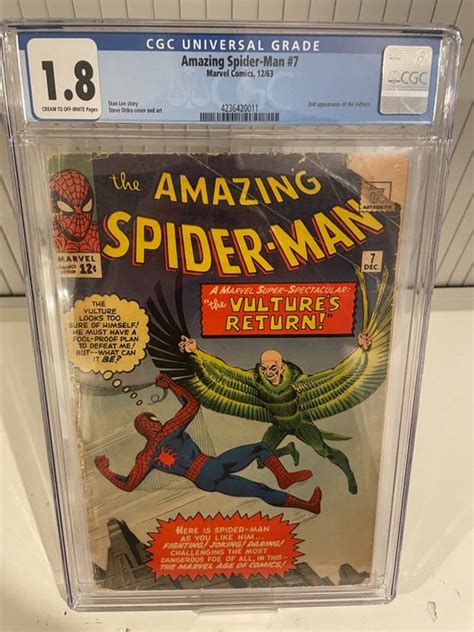 CGC UNIVERSAL GRADE
1.8
CREAM TO OFF-WHITE Pages
Amazing Spider-Man #7
Marvel Comics, 12/63
Stan Lee story
Steve Ditko cover and art
2nd appearance of the Vulture.
4236420011
CGC
the AMAZING
SPIDER-MAN
MARVEL
12¢
AUTHORITY
7
DEC.
A MARVEL SUPER-SPECTACULAR:
"the VULTURE'S
RETURN!"
THE
VULTURE
LOOKS TOO
SURE OF HIMSELF!
HE MUST HAVE A
FOOL-PROOF PLAN
TO DEFEAT ME!
BUT--WHAT CAN
IT BE?
HERE IS SPIDER-MAN
AS YOU LIKE HIM...
FIGHTING! JOKING! DARING!
CHALLENGING THE MOST
DANGEROUS FOE OF ALL, IN THIS--
THE MARVEL AGE OF COMICS!